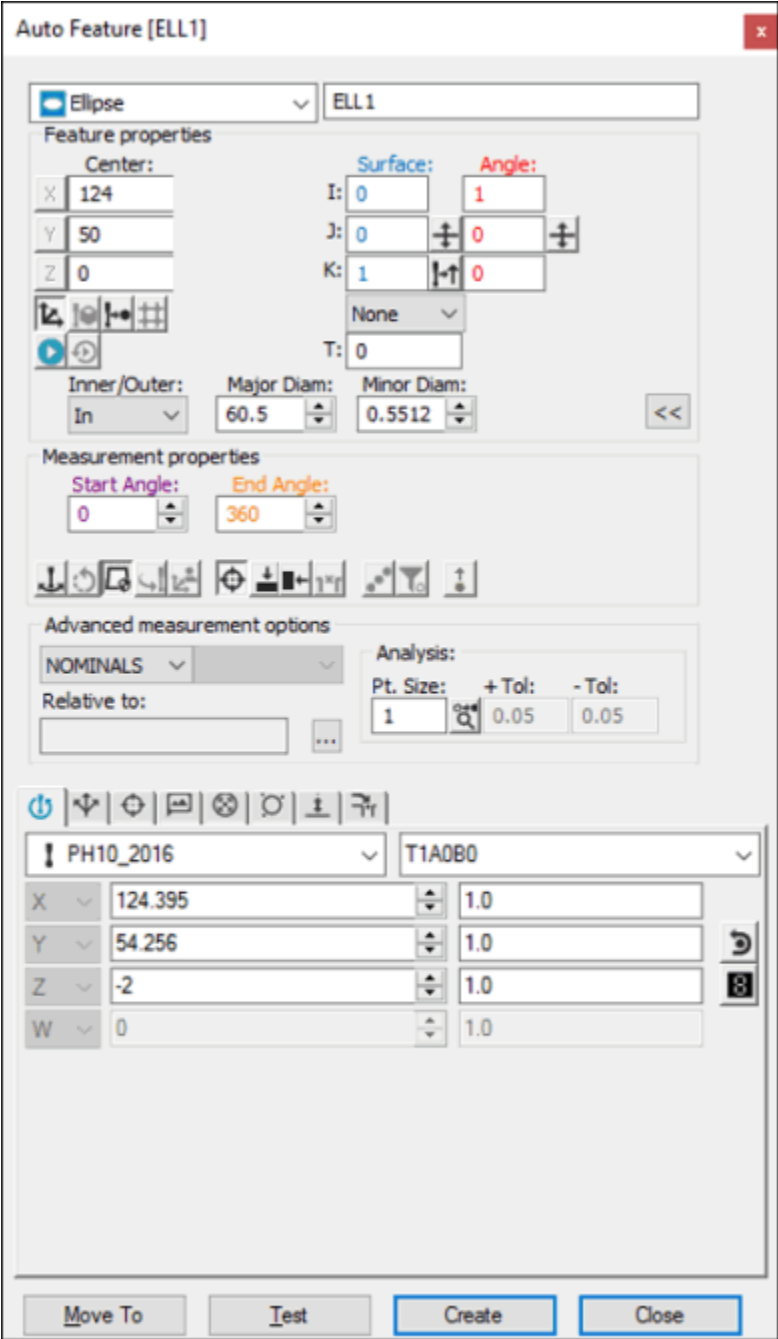 Auto Feature [ELL1]
x
Ellipse ELL1
Feature properties
Center: Surface: Angle:
X 124 I: 0 1
Y 50 J: 0 0
Z 0 K: 1 0
None
T: 0
Inner/Outer: Major Diam: Minor Diam:
In 60.5 0.5512 <<
Measurement properties
Start Angle: End Angle:
0 360
Advanced measurement options
NOMINALS Analysis:
Relative to: Pt. Size: + Tol: - Tol:
... 1 0.05 0.05
PH10_2016 T1A0B0
X 124.395 1.0
Y 54.256 1.0
Z -2 1.0
8
W 0 1.0
Move To Test Create Close